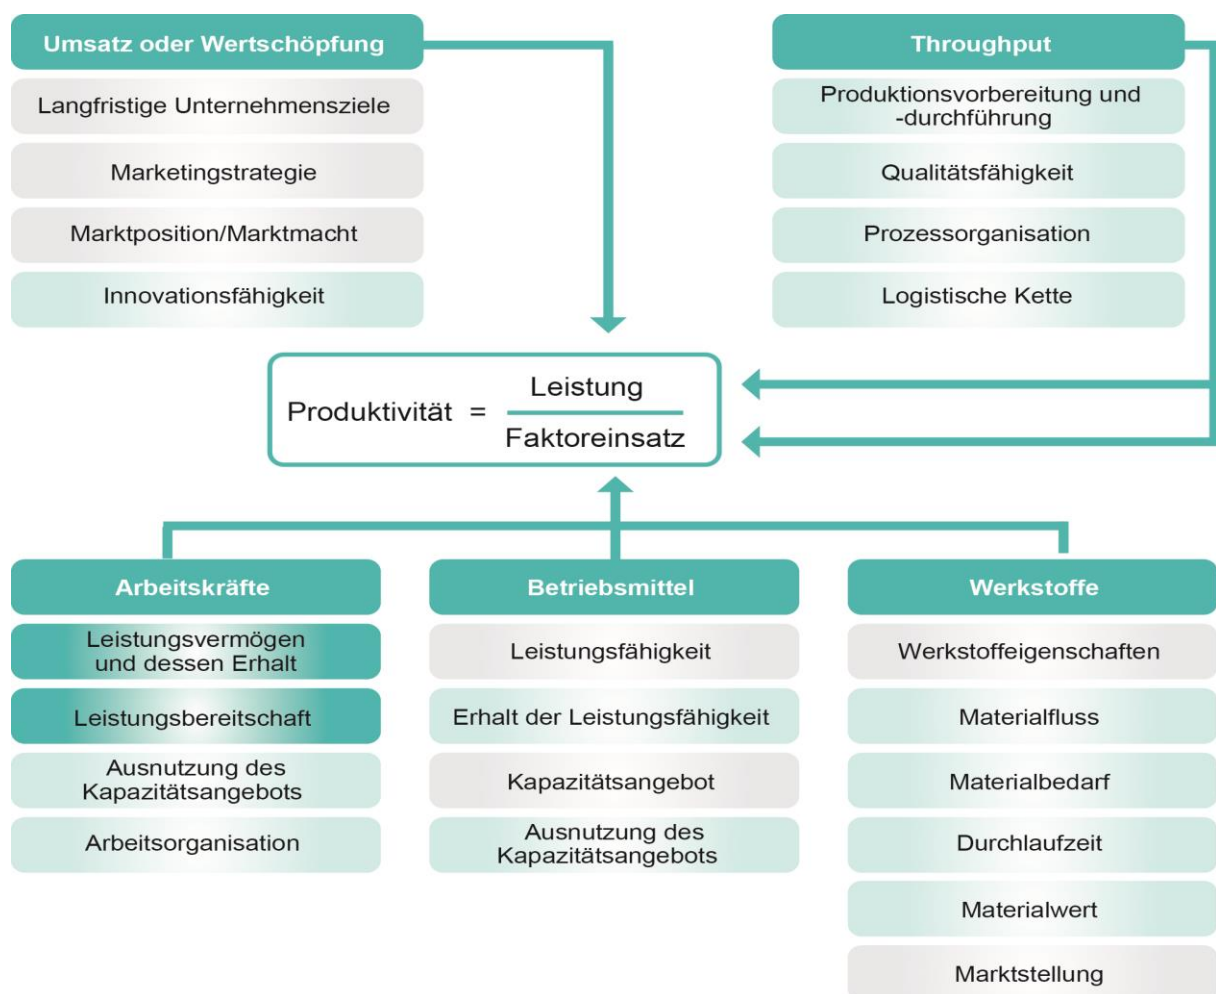 Umsatz oder Wertschöpfung
Langfristige Unternehmensziele
Marketingstrategie
Marktposition/Marktmacht
Innovationsfähigkeit
Throughput
Produktionsvorbereitung und
-durchführung
Qualitätsfähigkeit
Prozessorganisation
Logistische Kette
Produktivität =
Leistung
Faktoreinsatz
Arbeitskräfte
Leistungsvermögen
und dessen Erhalt
Leistungsbereitschaft
Ausnutzung des
Kapazitätsangebots
Arbeitsorganisation
Betriebsmittel
Leistungsfähigkeit
Erhalt der Leistungsfähigkeit
Kapazitätsangebot
Ausnutzung des
Kapazitätsangebots
Werkstoffe
Werkstoffeigenschaften
Materialfluss
Materialbedarf
Durchlaufzeit
Materialwert
Marktstellung